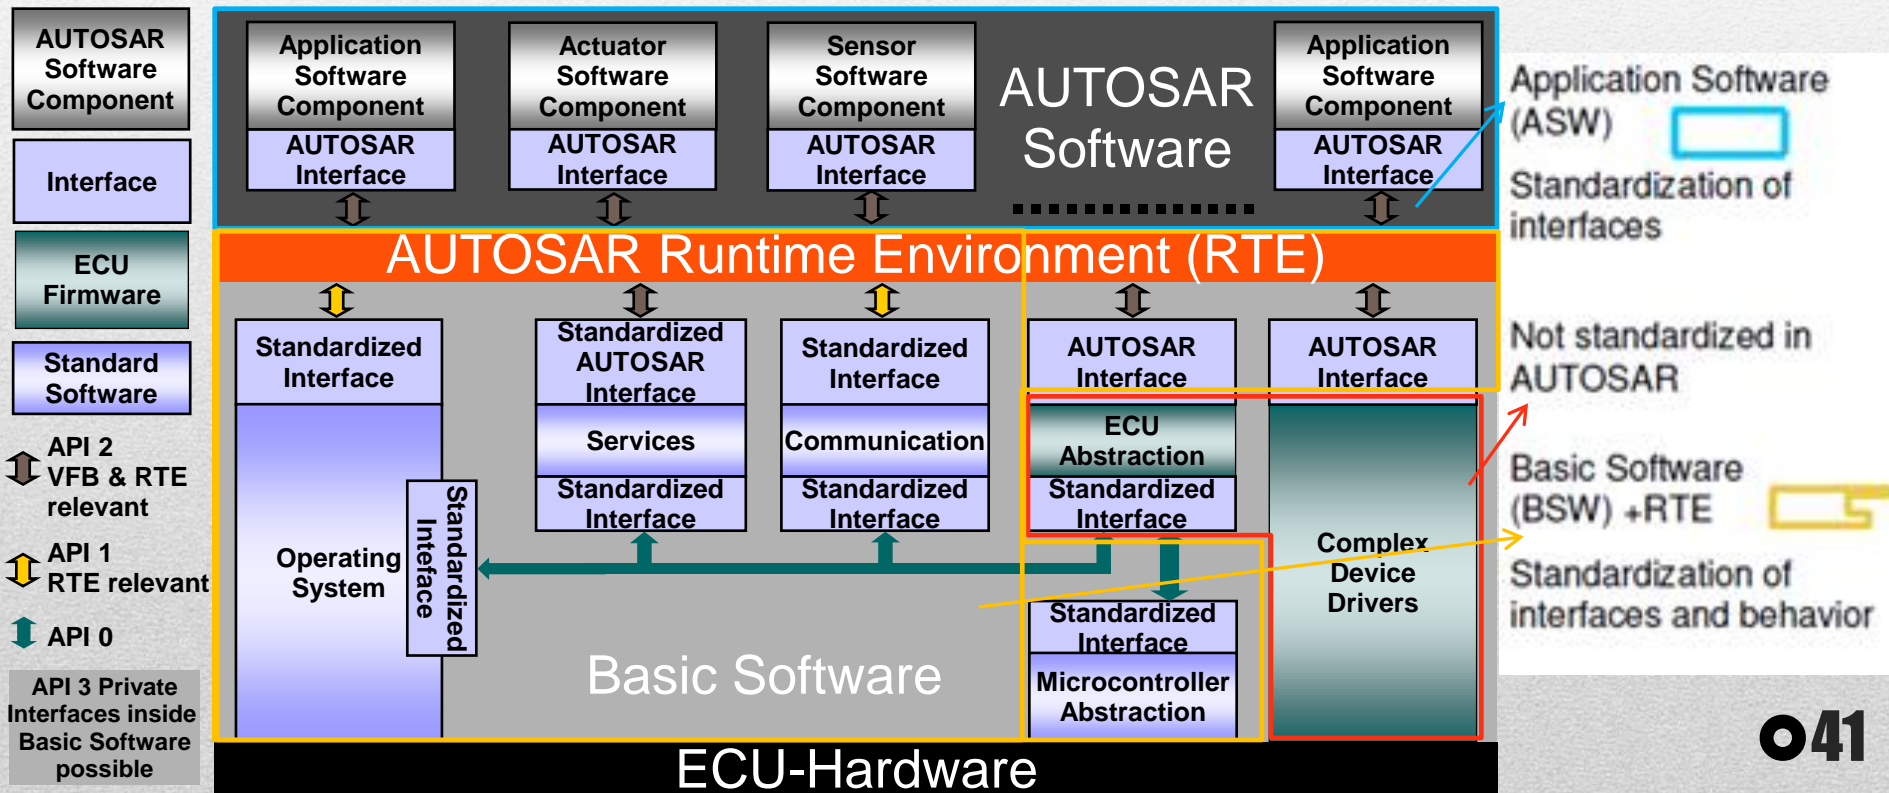 AUTOSAR
Software
Component
Interface
ECU
Firmware
Standard
Software
API 2
VFB & RTE
relevant
API 1
RTE relevant
API 0
API 3 Private
Interfaces inside
Basic Software
possible
Application
Software
Component
AUTOSAR
Interface
Actuator
Software
Component
AUTOSAR
Interface
Sensor
Software
Component
AUTOSAR
Interface
AUTOSAR
Software
Application
Software
Component
AUTOSAR
Interface
AUTOSAR Runtime Environment (RTE)
Standardized
Interface
Operating
System
Standardized
Inteface
Standardized
AUTOSAR
Interface
Services
Standardized
Interface
Standardized
Interface
Communication
Standardized
Interface
AUTOSAR
Interface
ECU
Abstraction
Standardized
Interface
Standardized
Interface
Microcontroller
Abstraction
AUTOSAR
Interface
Complex
Device
Drivers
Basic Software
ECU-Hardware
Application Software
(ASW)
Standardization of
interfaces
Not standardized in
AUTOSAR
Basic Software
(BSW) +RTE
Standardization of
interfaces and behavior
41